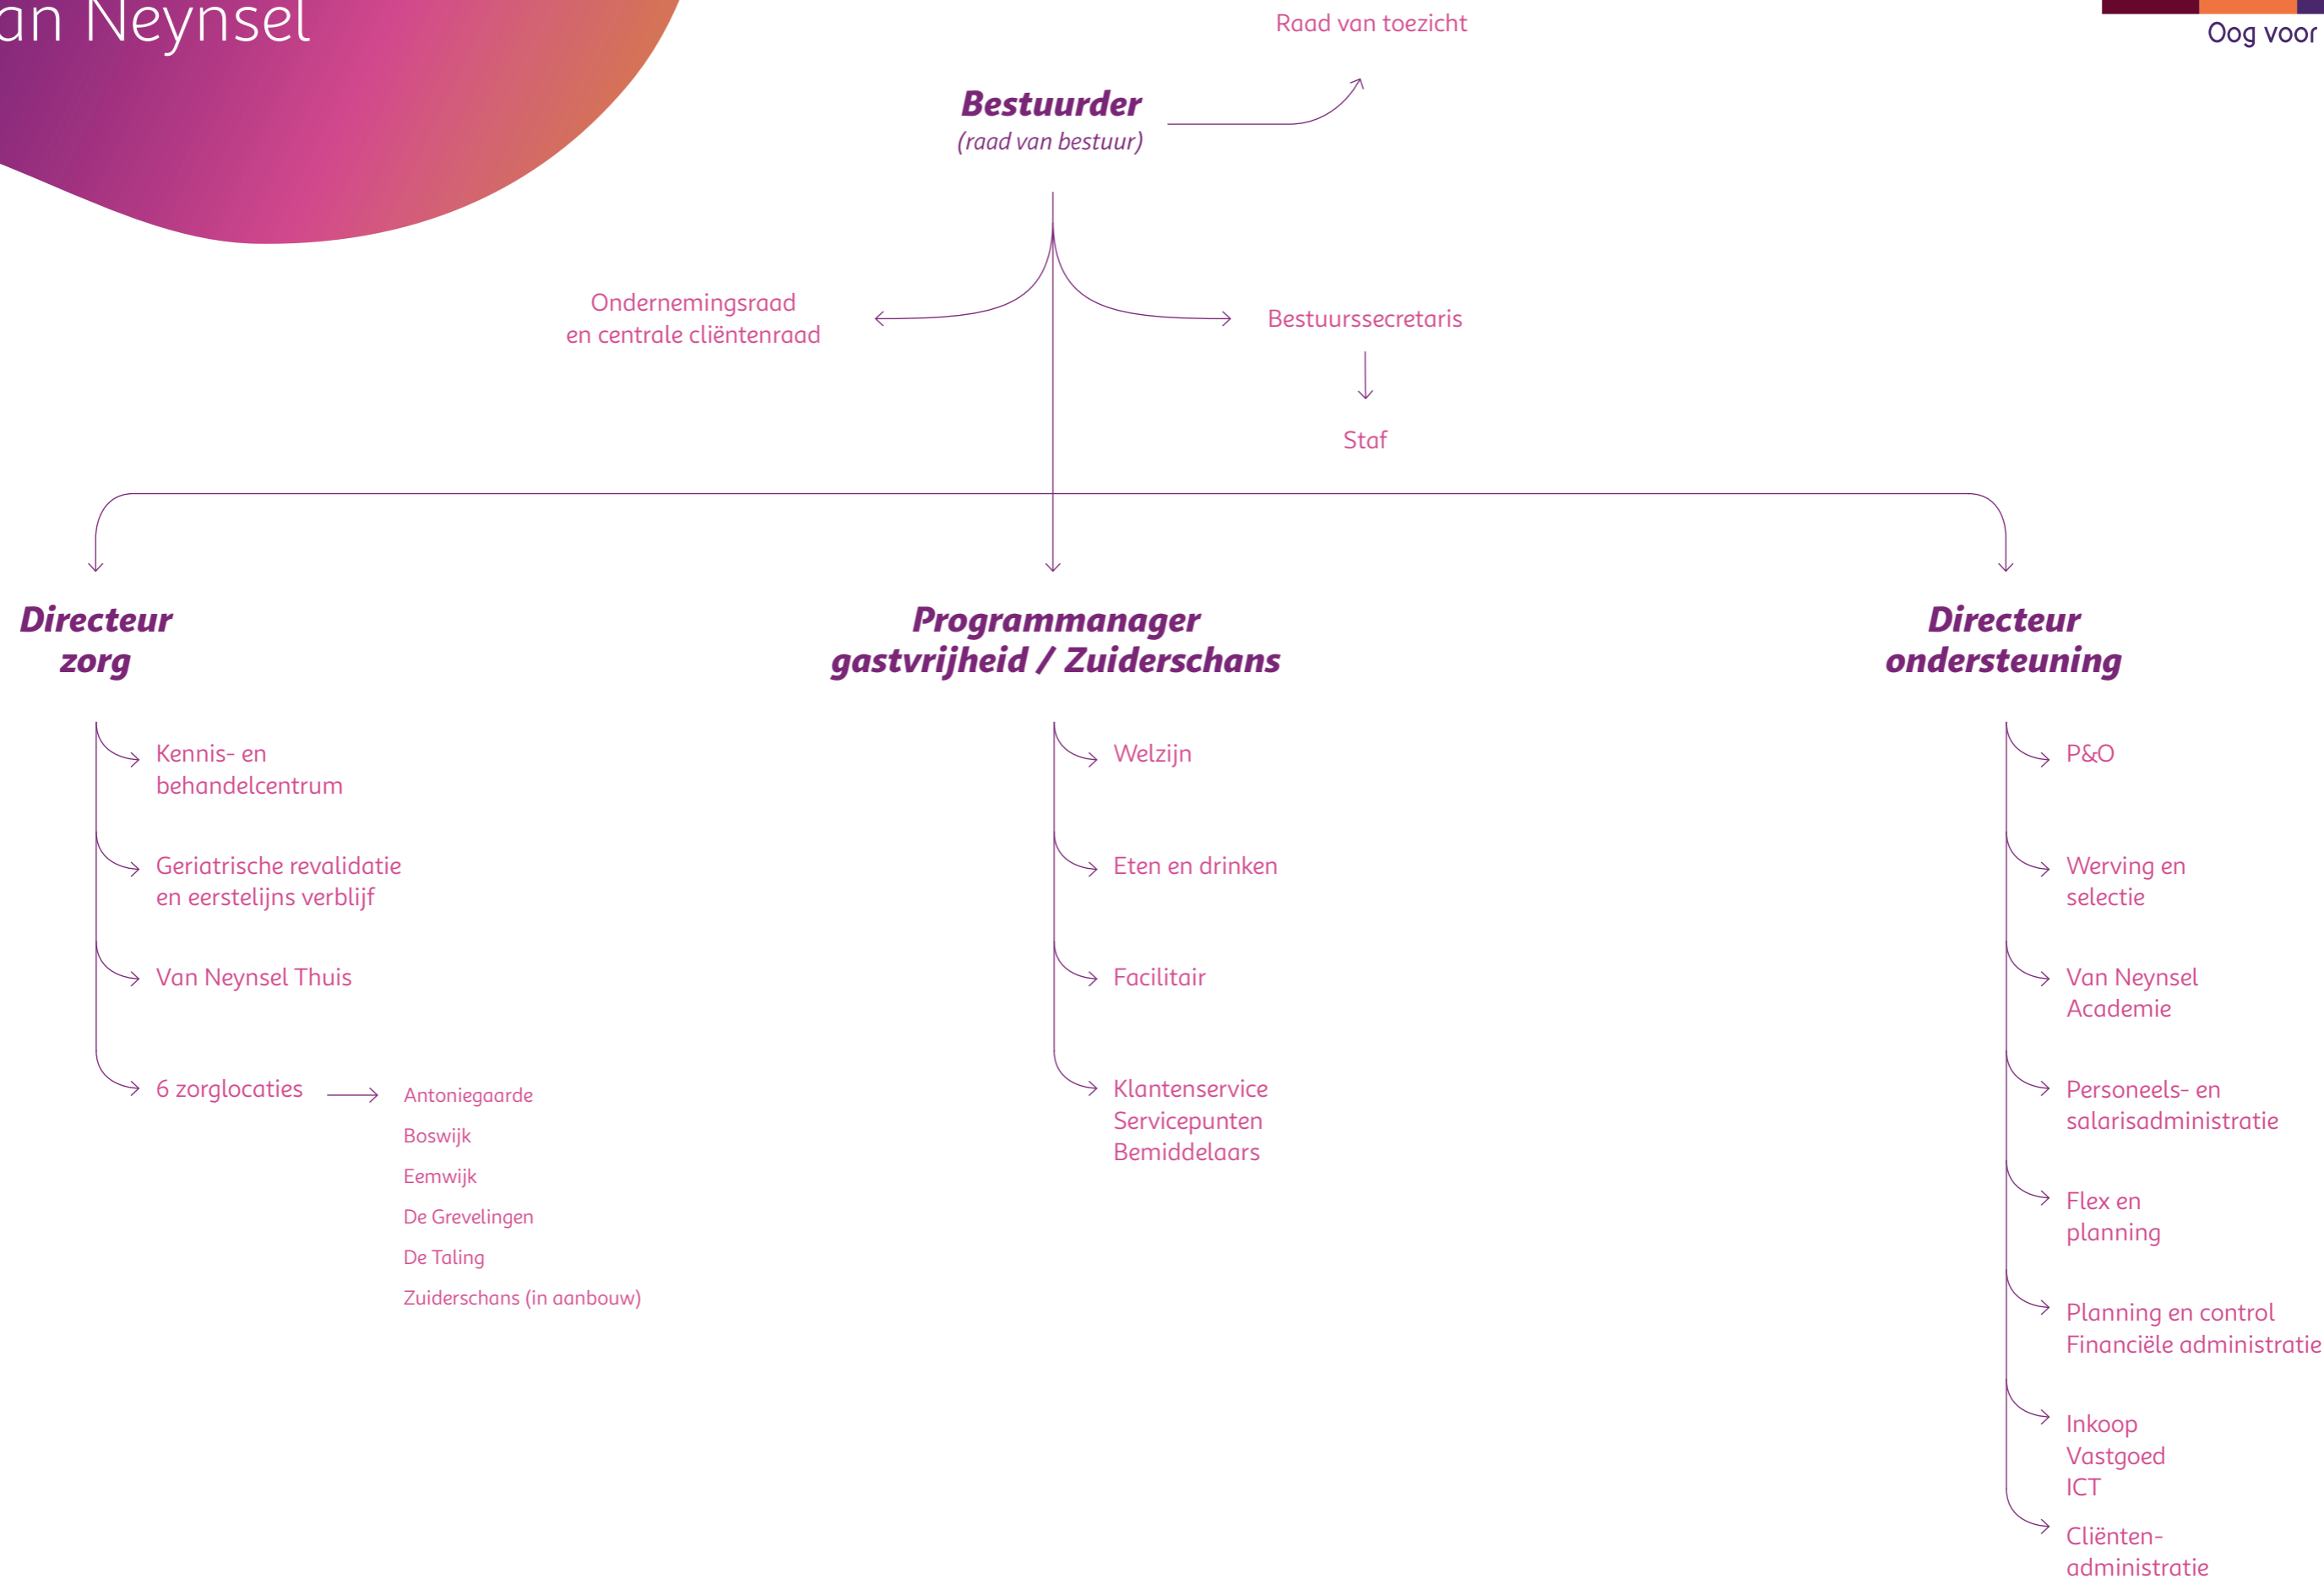 an Neynsel
Raad van toezicht
Oog voor
Bestuurder
(raad van bestuur)
Ondernemingsraad
en centrale cliëntenraad
Bestuurssecretaris
Staf
Directeur
zorg
Kennis- en
behandelcentrum
Geriatrische revalidatie
en eerstelijns verblijf
Van Neynsel Thuis
6 zorglocaties
Antoniegaarde
Boswijk
Eemwijk
De Grevelingen
De Taling
Zuiderschans (in aanbouw)
Programmanager
gastvrijheid / Zuiderschans
Welzijn
Eten en drinken
Facilitair
Klantenservice
Servicepunten
Bemiddelaars
Directeur
ondersteuning
P&O
Werving en
selectie
Van Neynsel
Academie
Personeels- en
salarisadministratie
Flex en
planning
Planning en control
Financiële administratie
Inkoop
Vastgoed
ICT
Cliënten-
administratie